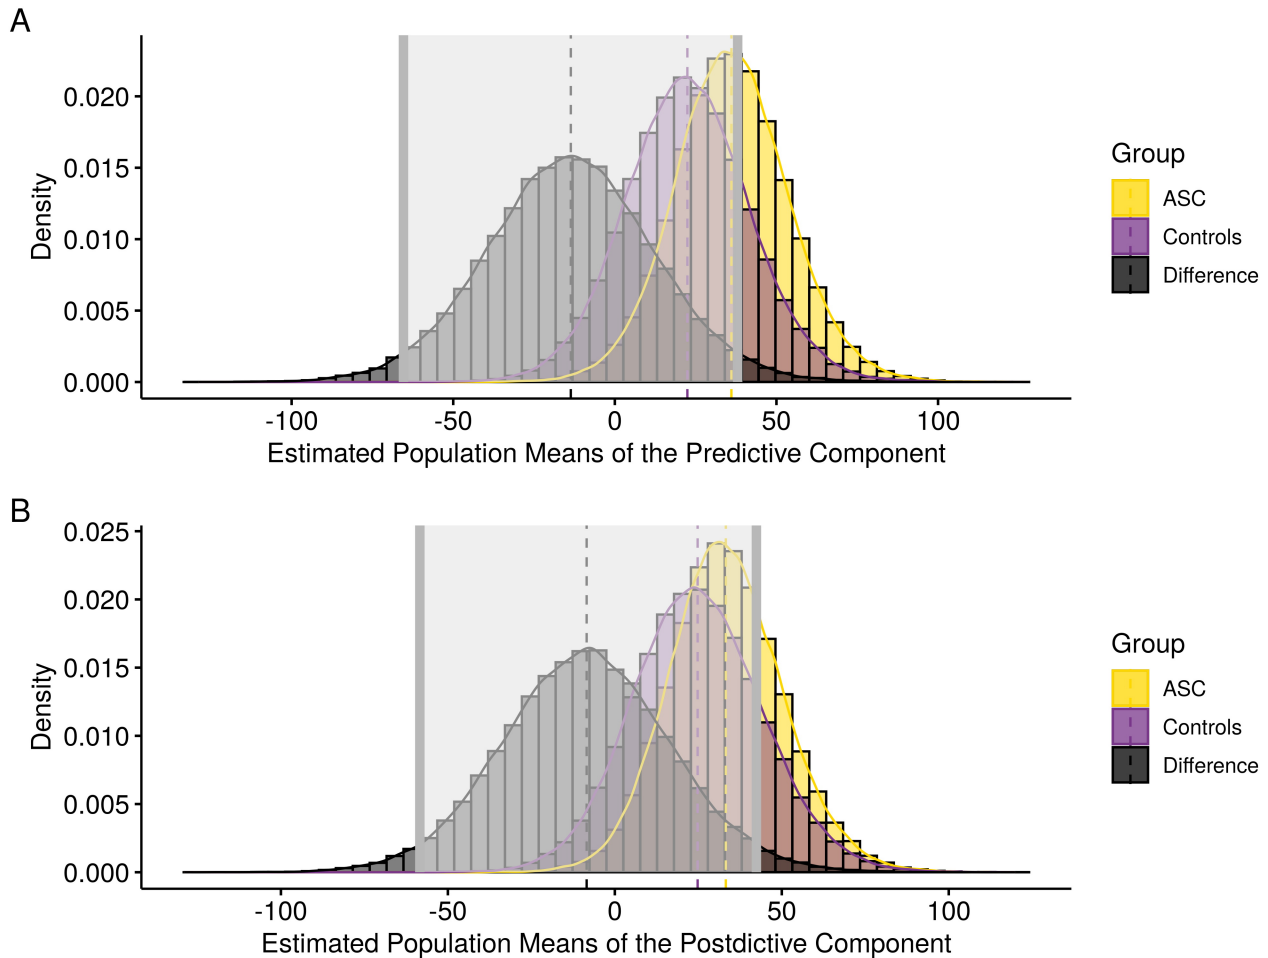 A
Density
0.020
0.015
0.010
0.005
0.000
-100 -50 0 50 100
Estimated Population Means of the Predictive Component
Group
ASC
Controls
Difference
B
Density
0.025
0.020
0.015
0.010
0.005
0.000
-100 -50 0 50 100
Estimated Population Means of the Postdictive Component
Group
ASC
Controls
Difference